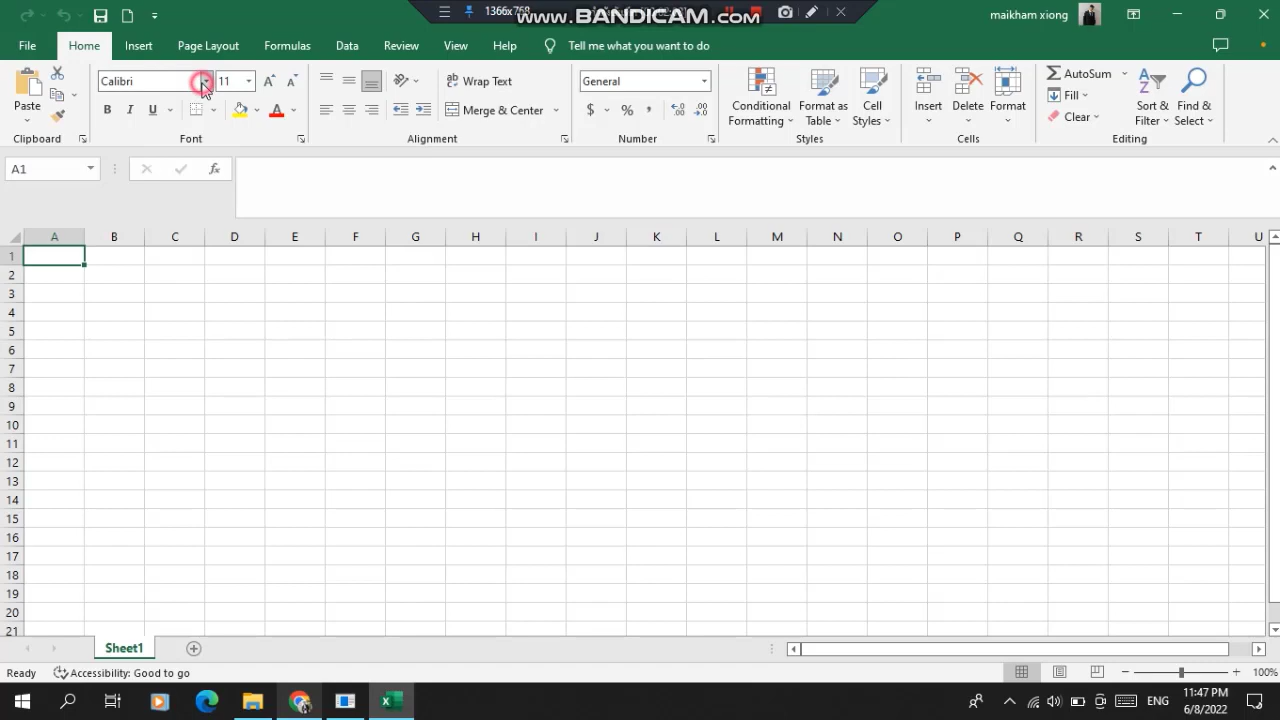 1366x768
www.BANDICAM.com
maikham xiong
File Home Insert Page Layout Formulas Data Review View Help Tell me what you want to do
Calibri 11 Wrap Text General AutoSum
Paste B I U Merge & Center $ % , Conditional Formatting Format as Table Cell Styles Insert Delete Format Fill Sort & Filter Find & Select
Clear
Clipboard Font Alignment Number Styles Cells Editing
A1 fx
A B C D E F G H I J K L M N O P Q R S T U
1
2
3
4
5
6
7
8
9
10
11
12
13
14
15
16
17
18
19
20
21
Sheet1
Ready Accessibility: Good to go 100%
ENG 11:47 PM
6/8/2022